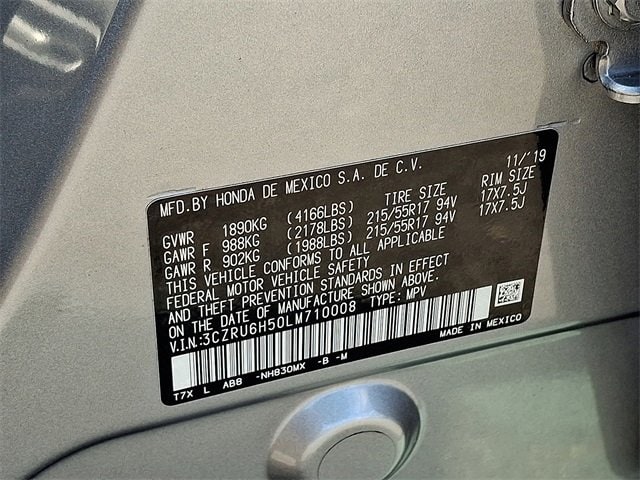 MFD.BY HONDA DE MEXICO S.A. DE C.V. 11/'19
TIRE SIZE RIM SIZE
GVWR 1890KG (4166LBS)
GAWR F 988KG (2178LBS) 215/55R17 94V 17X7.5J
GAWR R 902KG (1988LBS) 215/55R17 94V 17X7.5J
THIS VEHICLE CONFORMS TO ALL APPLICABLE
FEDERAL MOTOR VEHICLE SAFETY
AND THEFT PREVENTION STANDARDS IN EFFECT
ON THE DATE OF MANUFACTURE SHOWN ABOVE.
V.I.N:3CZRU6H50LM710008 TYPE: MPV
T7X L ABB -NH830MX -B -M MADE IN MEXICO